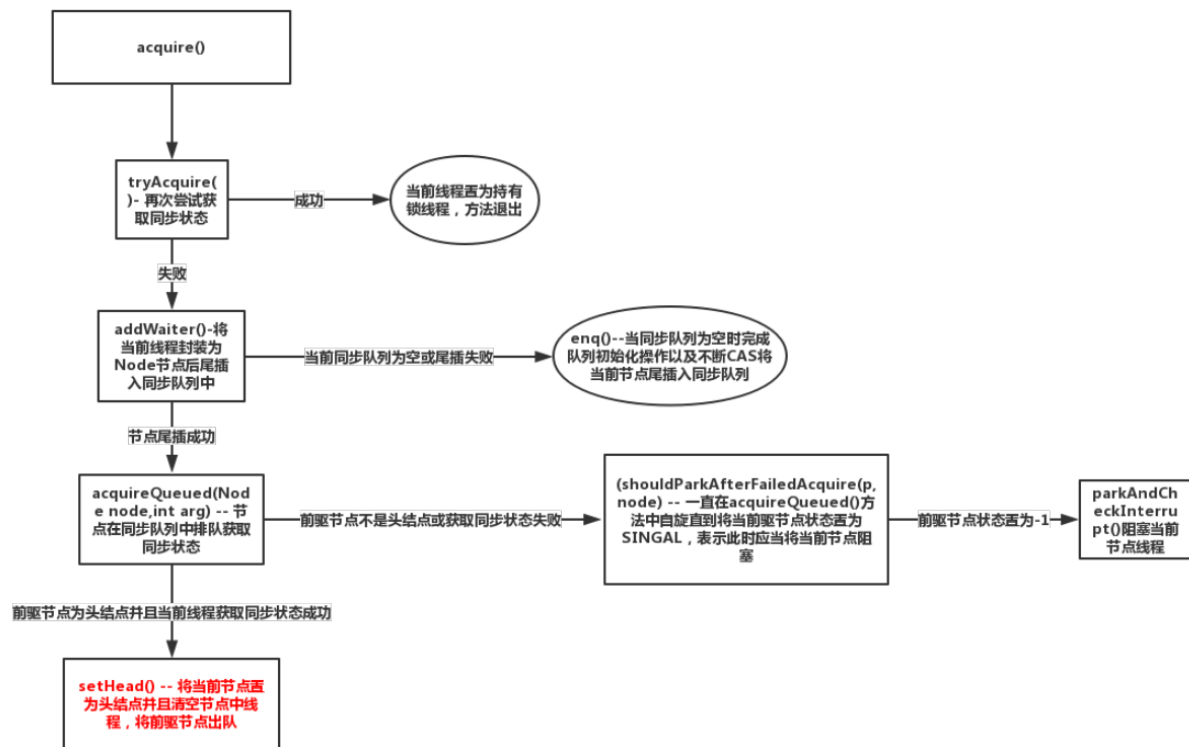 acquire()
tryAcquire(
)- 再次尝试获
取同步状态
成功
当前线程置为持有
锁线程，方法退出
失败
addWaiter()-将
当前线程封装为
Node节点后尾插
入同步队列中
当前同步队列为空或尾插失败
enq()--当同步队列为空时完成
队列初始化操作以及不断CAS将
当前节点尾插入同步队列
节点尾插成功
acquireQueued(Nod
e node,int arg) -- 节
点在同步队列中排队获取
同步状态
前驱节点不是头结点或获取同步状态失败
(shouldParkAfterFailedAcquire(p,
node) -- 一直在acquireQueued()方
法中自旋直到将当前驱节点状态置为
SINGAL，表示此时应当将当前节点阻
塞
前驱节点状态置为-1
parkAndCh
eckInterru
pt()阻塞当前
节点线程
前驱节点为头结点并且当前线程获取同步状态成功
setHead() -- 将当前节点置
为头结点并且清空节点中线
程，将前驱节点出队